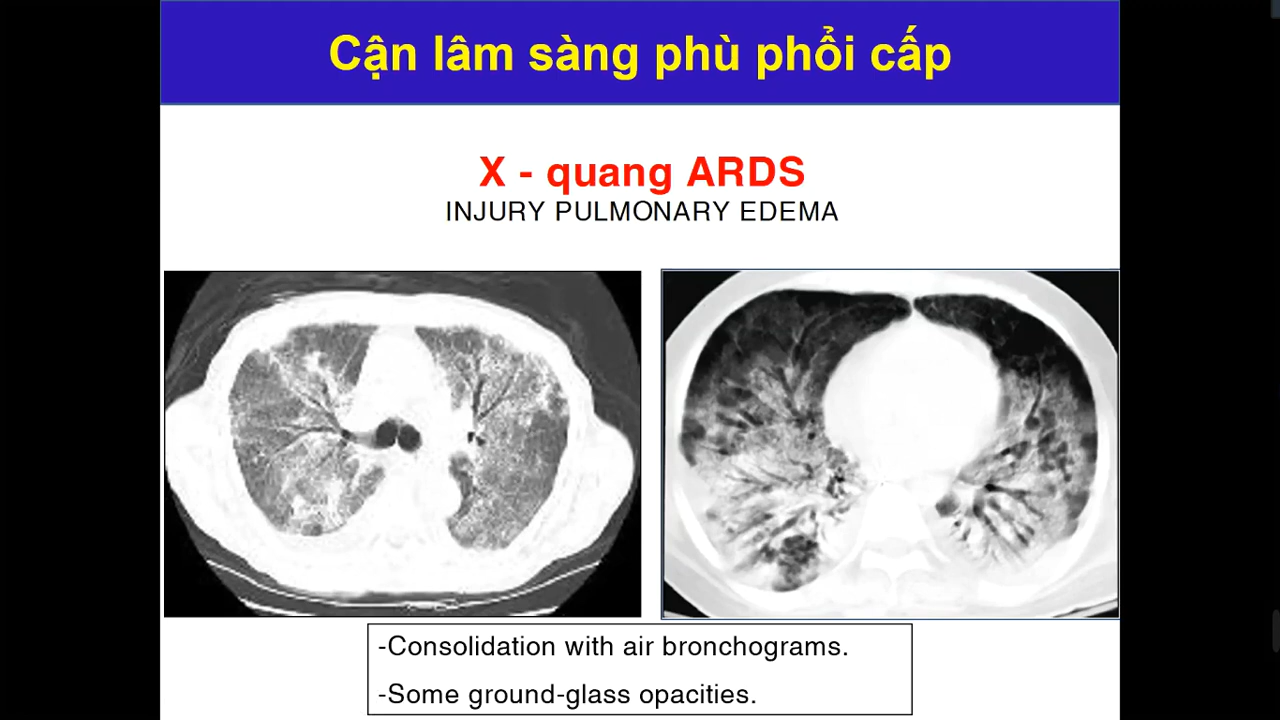 Cận lâm sàng phù phổi cấp
X - quang ARDS
INJURY PULMONARY EDEMA
-Consolidation with air bronchograms.
-Some ground-glass opacities.